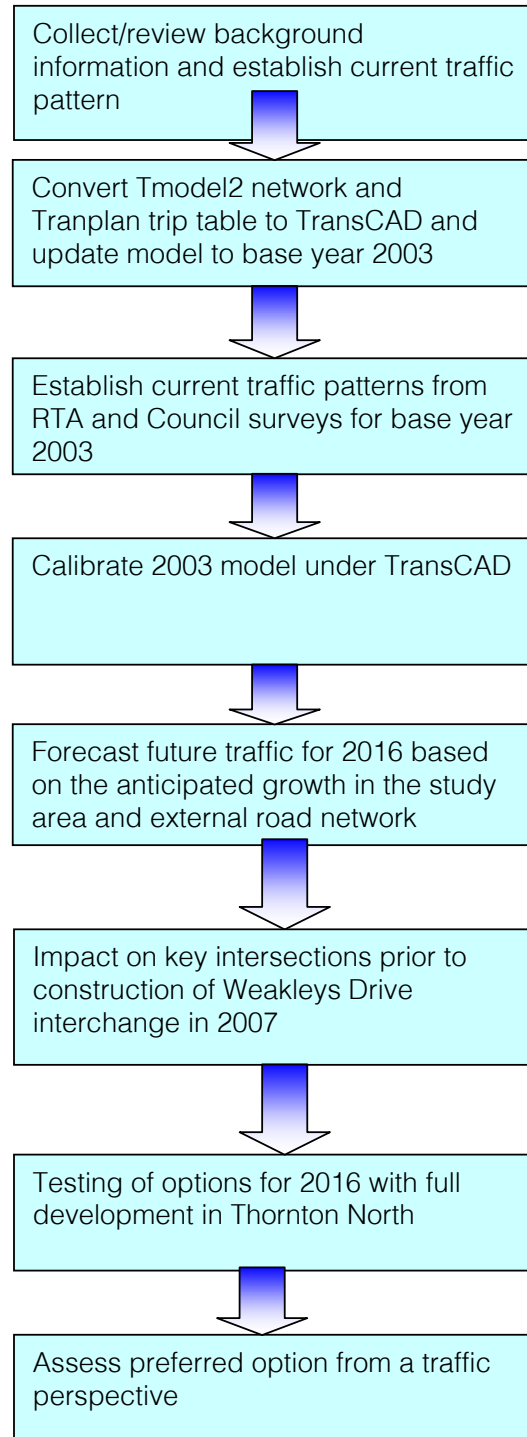 Collect/review background
information and establish current traffic
pattern
Convert Tmodel2 network and
Tranplan trip table to TransCAD and
update model to base year 2003
Establish current traffic patterns from
RTA and Council surveys for base year
2003
Calibrate 2003 model under TransCAD
Forecast future traffic for 2016 based
on the anticipated growth in the study
area and external road network
Impact on key intersections prior to
construction of Weakleys Drive
interchange in 2007
Testing of options for 2016 with full
development in Thornton North
Assess preferred option from a traffic
perspective